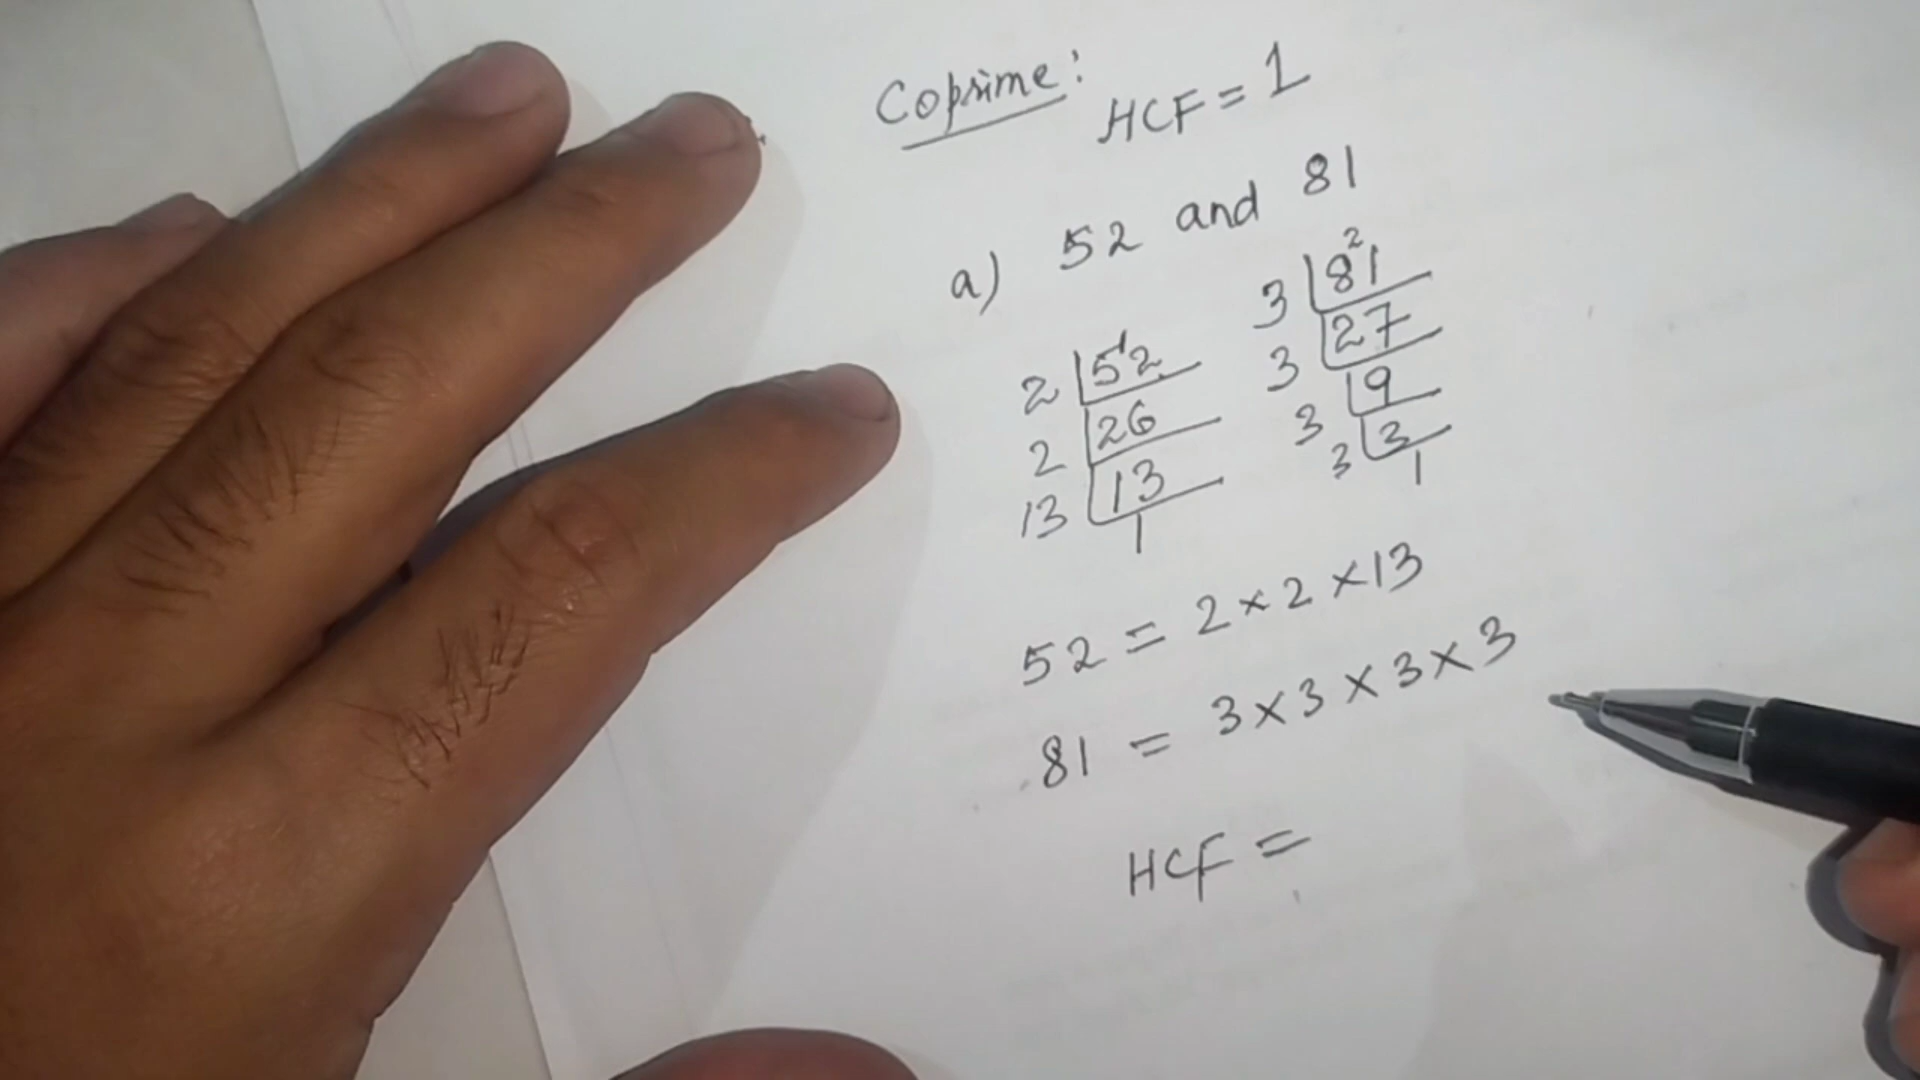 Coprime: HCF = 1
a) 52 and 81
2 | 52
2 | 26
13 | 13
1
3 | 81
3 | 27
3 | 9
3 | 3
1
52 = 2 × 2 × 13
81 = 3 × 3 × 3 × 3
HCF =